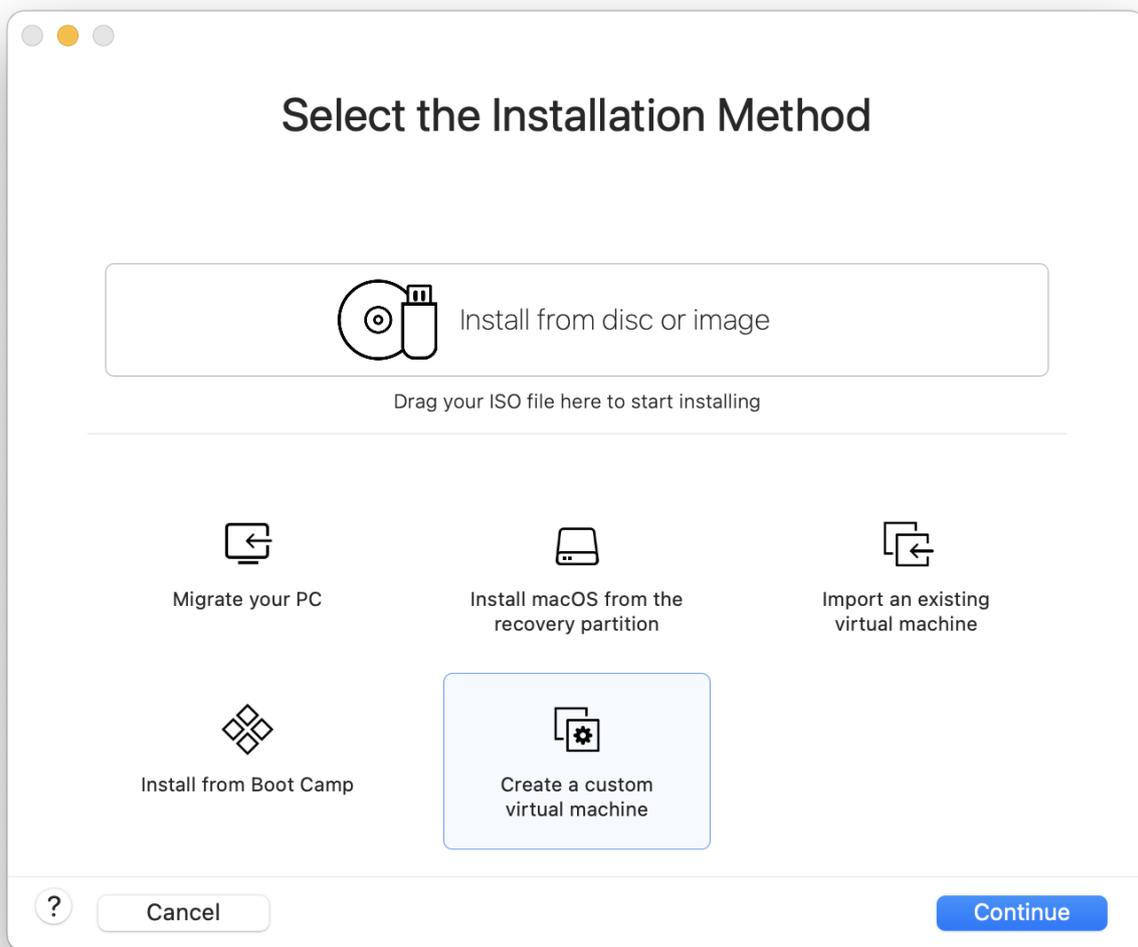 Select the Installation Method
Install from disc or image
Drag your ISO file here to start installing
Migrate your PC
Install macOS from the
recovery partition
Import an existing
virtual machine
Install from Boot Camp
Create a custom
virtual machine
?
Cancel
Continue